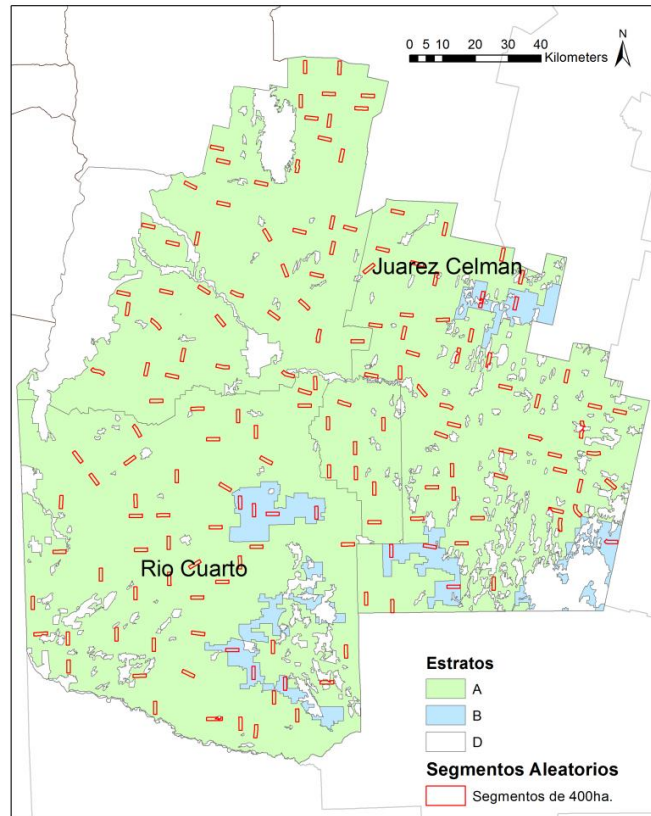 N
0 5 10 20 30 40
Kilometers
Juarez Celman
Rio Cuarto
Estratos
A
B
D
Segmentos Aleatorios
Segmentos de 400ha.